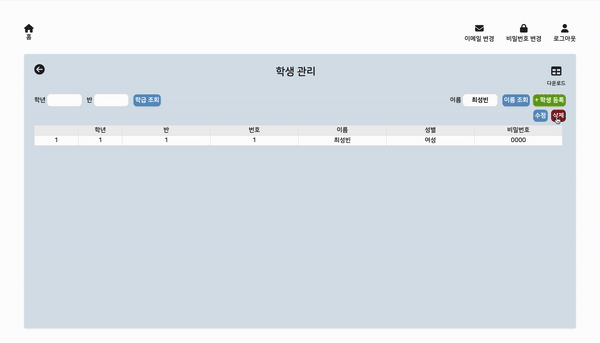 홈
이메일 변경 비밀번호 변경 로그아웃
학생 관리
다운로드
학년 반 학급 조회 이름 최성빈 이름 조회 + 학생 등록
수정 삭제
학년 반 번호 이름 성별 비밀번호
1 1 1 1 최성빈 여성 0000